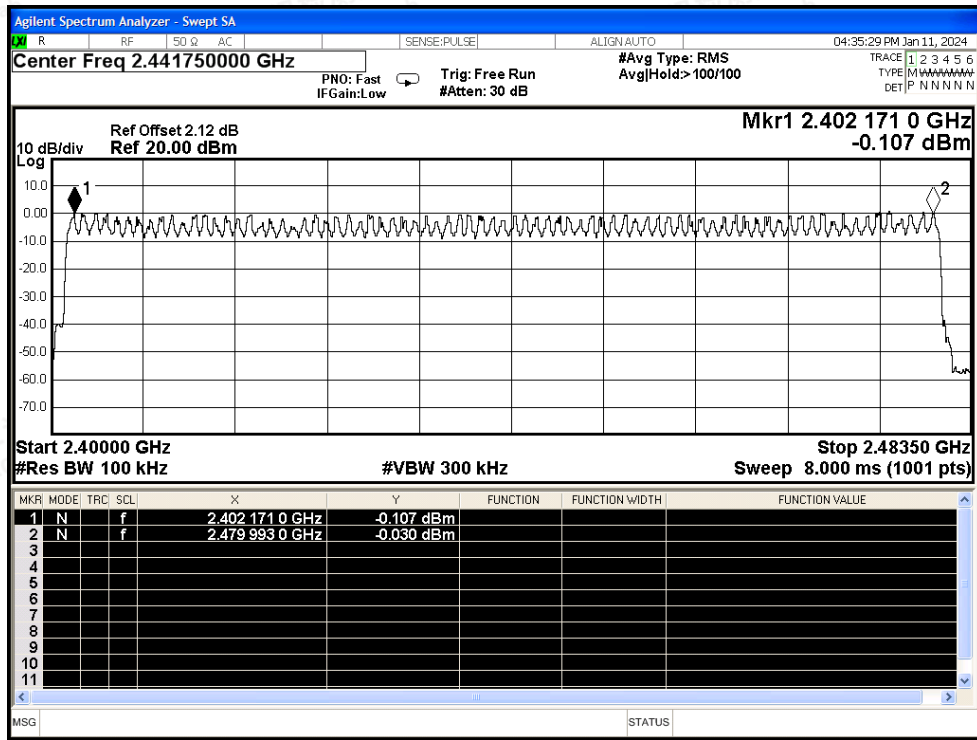 Agilent Spectrum Analyzer - Swept SA
LXI R RF 50 Ω AC SENSE:PULSE ALIGN AUTO 04:35:29 PM Jan 11, 2024
Center Freq 2.441750000 GHz #Avg Type: RMS TRACE 1 2 3 4 5 6
PNO: Fast Trig: Free Run Avg|Hold:>100/100 TYPE M WWWWW
IFGain:Low #Atten: 30 dB DET P N N N N N
Mkr1 2.402 171 0 GHz
Ref Offset 2.12 dB
10 dB/div Ref 20.00 dBm -0.107 dBm
Log
10.0
1 2
0.00
-10.0
-20.0
-30.0
-40.0
-50.0
-60.0
-70.0
Start 2.40000 GHz Stop 2.48350 GHz
#Res BW 100 kHz #VBW 300 kHz Sweep 8.000 ms (1001 pts)
MKR MODE TRC SCL X Y FUNCTION FUNCTION WIDTH FUNCTION VALUE
1 N f 2.402 171 0 GHz -0.107 dBm
2 N f 2.479 993 0 GHz -0.030 dBm
3
4
5
6
7
8
9
10
11
MSG STATUS